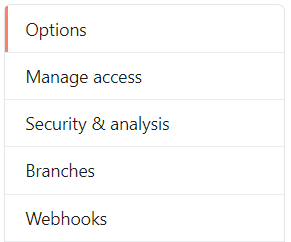 Options
Manage access
Security & analysis
Branches
Webhooks